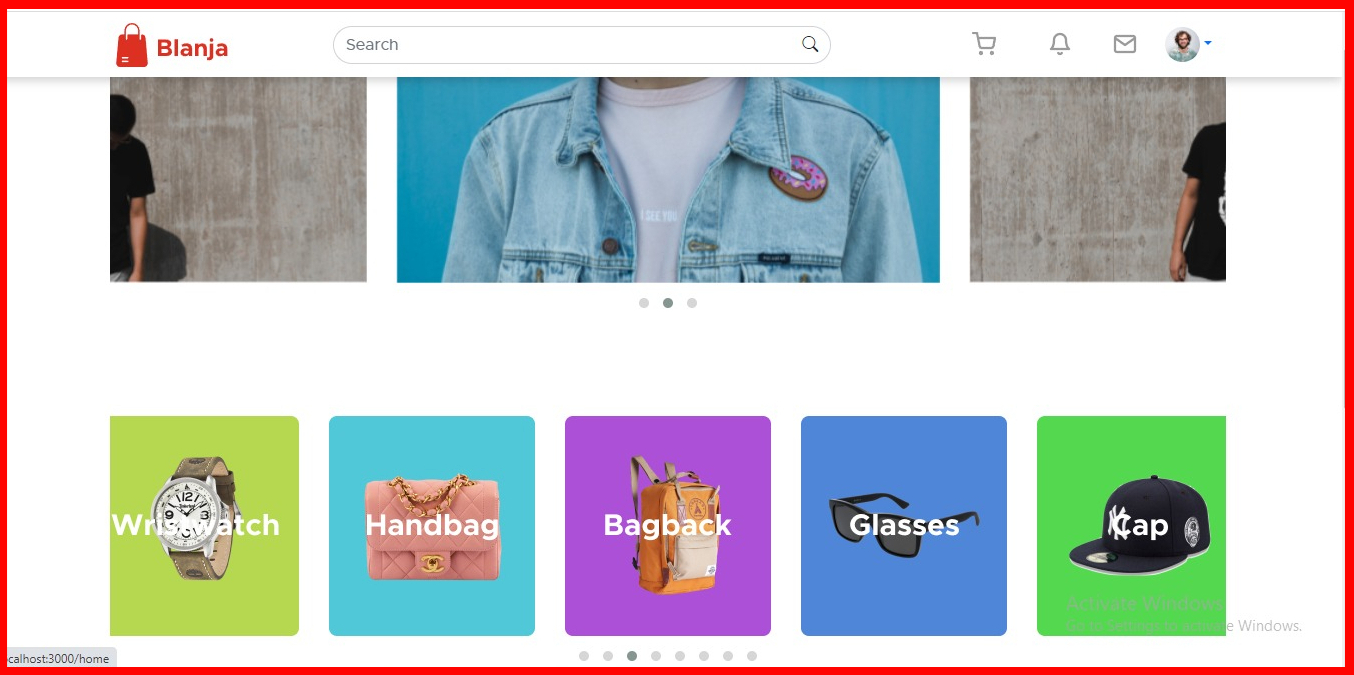 Blanja
Search
I SEE YOU
Wristwatch
Handbag
Bagback
Glasses
Cap
Activate Windows
Go to Settings to activate Windows.
calhost:3000/home